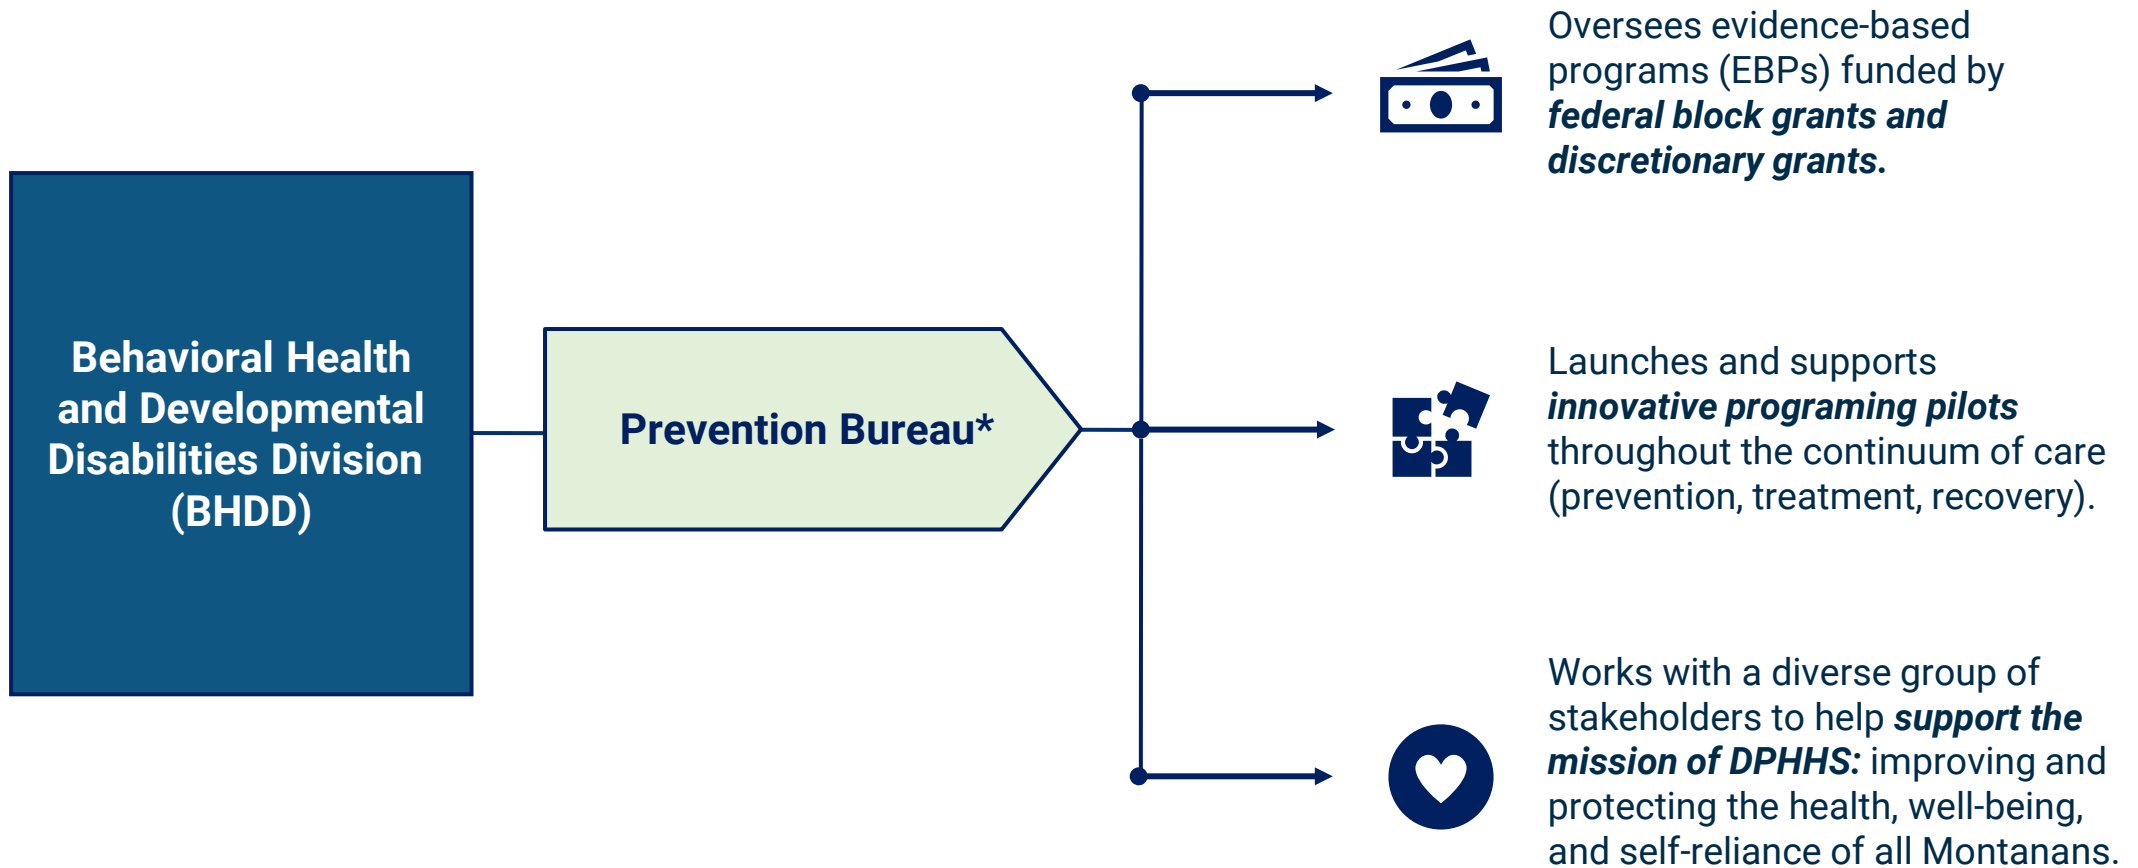 Behavioral Health
and Developmental
Disabilities Division
(BHDD)
Prevention Bureau*
Oversees evidence-based
programs (EBPs) funded by
federal block grants and
discretionary grants.
Launches and supports
innovative programing pilots
throughout the continuum of care
(prevention, treatment, recovery).
Works with a diverse group of
stakeholders to help support the
mission of DPHHS: improving and
protecting the health, well-being,
and self-reliance of all Montanans.